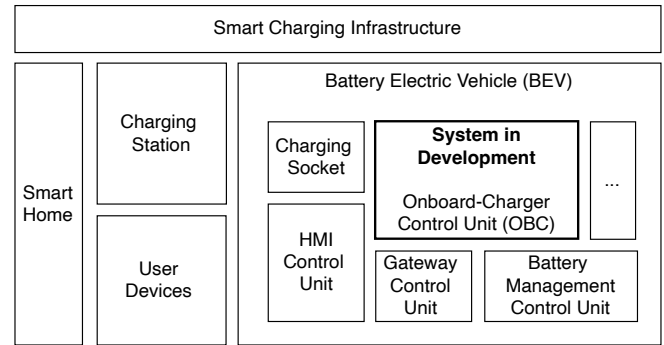 Smart Charging Infrastructure
Smart
Home
Charging
Station
User
Devices
Battery Electric Vehicle (BEV)
Charging
Socket
System in
Development
Onboard-Charger
Control Unit (OBC)
...
HMI
Control
Unit
Gateway
Control
Unit
Battery
Management
Control Unit